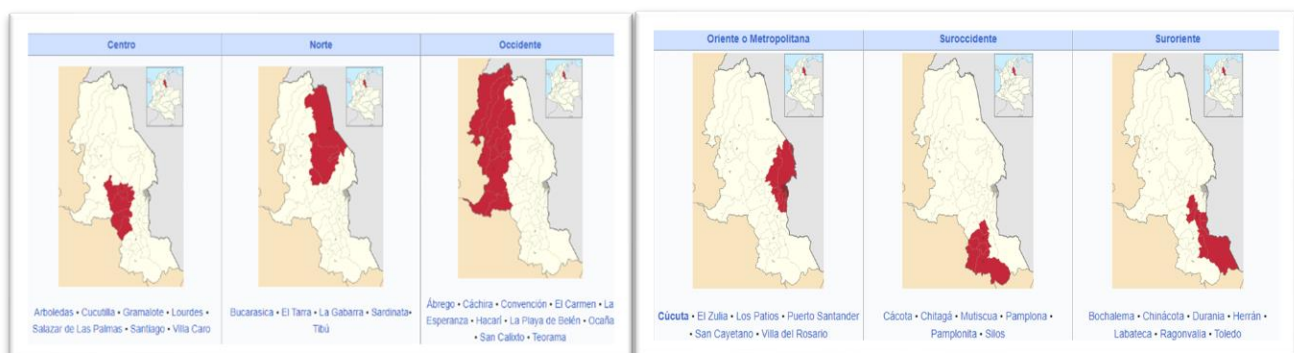 Centro
Norte
Occidente
Arboledas • Cucutilla • Gramalote • Lourdes •
Salazar de Las Palmas • Santiago • Villa Caro
Bucarasica • El Tarra • La Gabarra • Sardinata•
Tibú
Ábrego • Cáchira • Convención • El Carmen • La
Esperanza • Hacarí • La Playa de Belén • Ocaña
• San Calixto • Teorama
Oriente o Metropolitana
Suroccidente
Suroriente
Cúcuta • El Zulia • Los Patios • Puerto Santander
• San Cayetano • Villa del Rosario
Cácota • Chitagá • Mutiscua • Pamplona •
Pamplonita • Silos
Bochalema • Chinácota • Durania • Herrán •
Labateca • Ragonvalia • Toledo